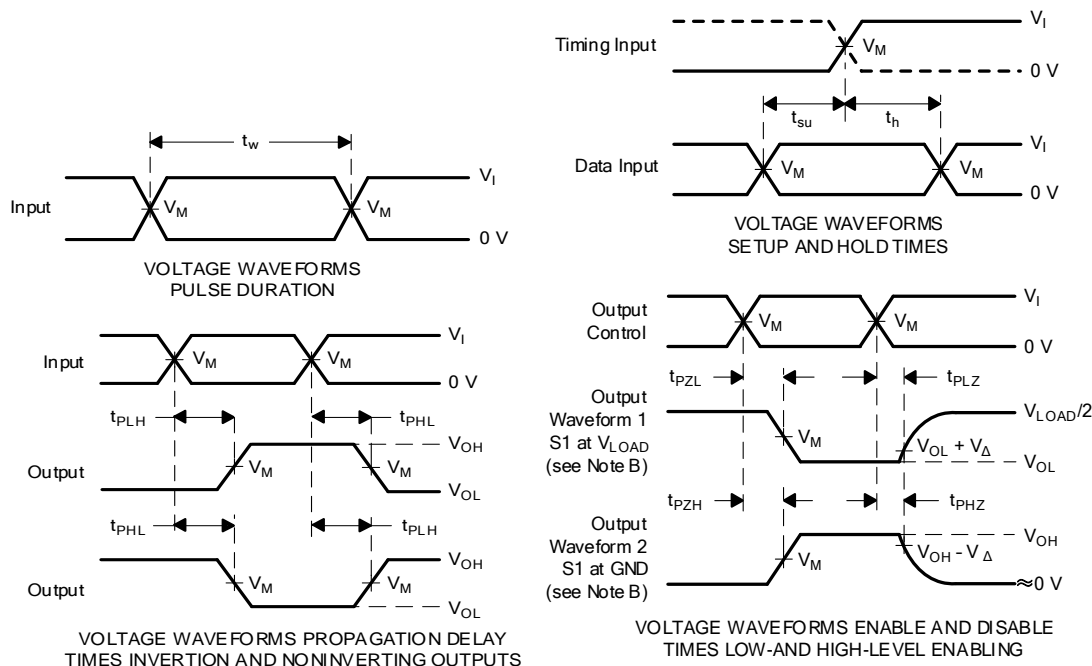 t_w
V_I
Input
V_M
V_M
0 V
VOLTAGE WAVEFORMS
PULSE DURATION
V_I
Timing Input
V_M
0 V
t_su
t_h
V_I
Data Input
V_M
V_M
0 V
VOLTAGE WAVEFORMS
SETUP AND HOLD TIMES
V_I
Input
V_M
V_M
0 V
t_PLH
t_PHL
V_OH
Output
V_M
V_M
V_OL
t_PHL
t_PLH
V_OH
Output
V_M
V_M
V_OL
VOLTAGE WAVEFORMS PROPAGATION DELAY
TIMES INVERTION AND NONINVERTING OUTPUTS
V_I
Output
Control
V_M
V_M
0 V
t_PZL
t_PLZ
Output
Waveform 1
S1 at V_LOAD
(see Note B)
V_LOAD/2
V_M
V_OL + V_Δ
V_OL
t_PZH
t_PHZ
Output
Waveform 2
S1 at GND
(see Note B)
V_OH
V_M
V_OH - V_Δ
≈0 V
VOLTAGE WAVEFORMS ENABLE AND DISABLE
TIMES LOW-AND HIGH-LEVEL ENABLING